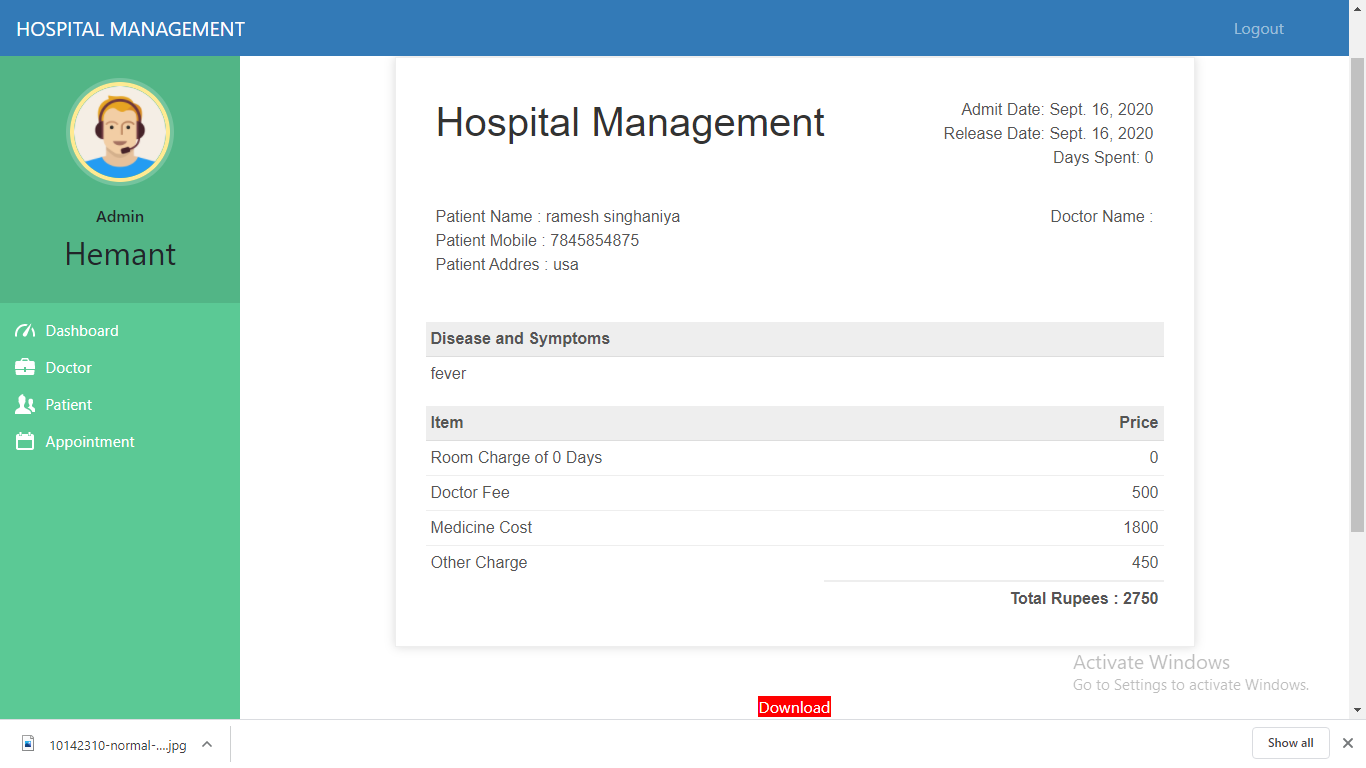 HOSPITAL MANAGEMENT
Logout
Admin
Hemant
Dashboard
Doctor
Patient
Appointment
Hospital Management
Admit Date: Sept. 16, 2020
Release Date: Sept. 16, 2020
Days Spent: 0
Patient Name : ramesh singhaniya
Doctor Name :
Patient Mobile : 7845854875
Patient Addres : usa
Disease and Symptoms
fever
Item Price
Room Charge of 0 Days 0
Doctor Fee 500
Medicine Cost 1800
Other Charge 450
Total Rupees : 2750
Activate Windows
Go to Settings to activate Windows.
Download
10142310-normal-....jpg
Show all